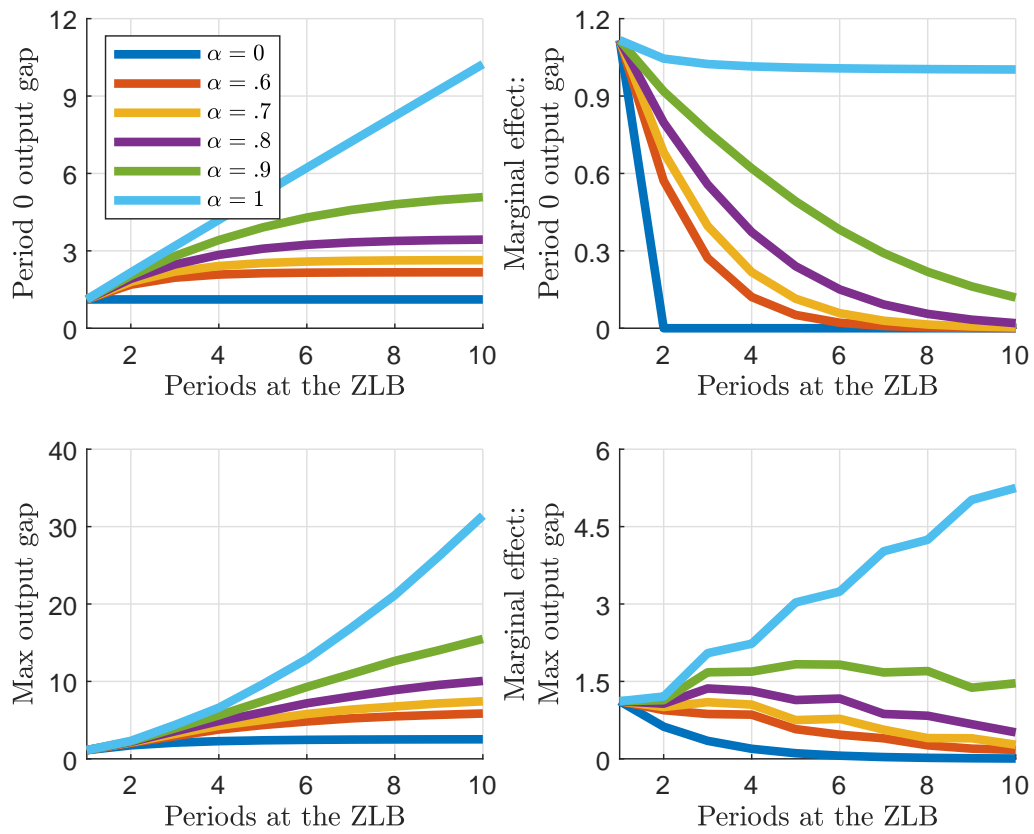 12
9
6
3
0
Period 0 output gap
α = 0
α = .6
α = .7
α = .8
α = .9
α = 1
2
4
6
8
10
Periods at the ZLB
1.2
0.9
0.6
0.3
0
Marginal effect:
Period 0 output gap
2
4
6
8
10
Periods at the ZLB
40
30
20
10
0
Max output gap
2
4
6
8
10
Periods at the ZLB
6
4.5
3
1.5
0
Marginal effect:
Max output gap
2
4
6
8
10
Periods at the ZLB